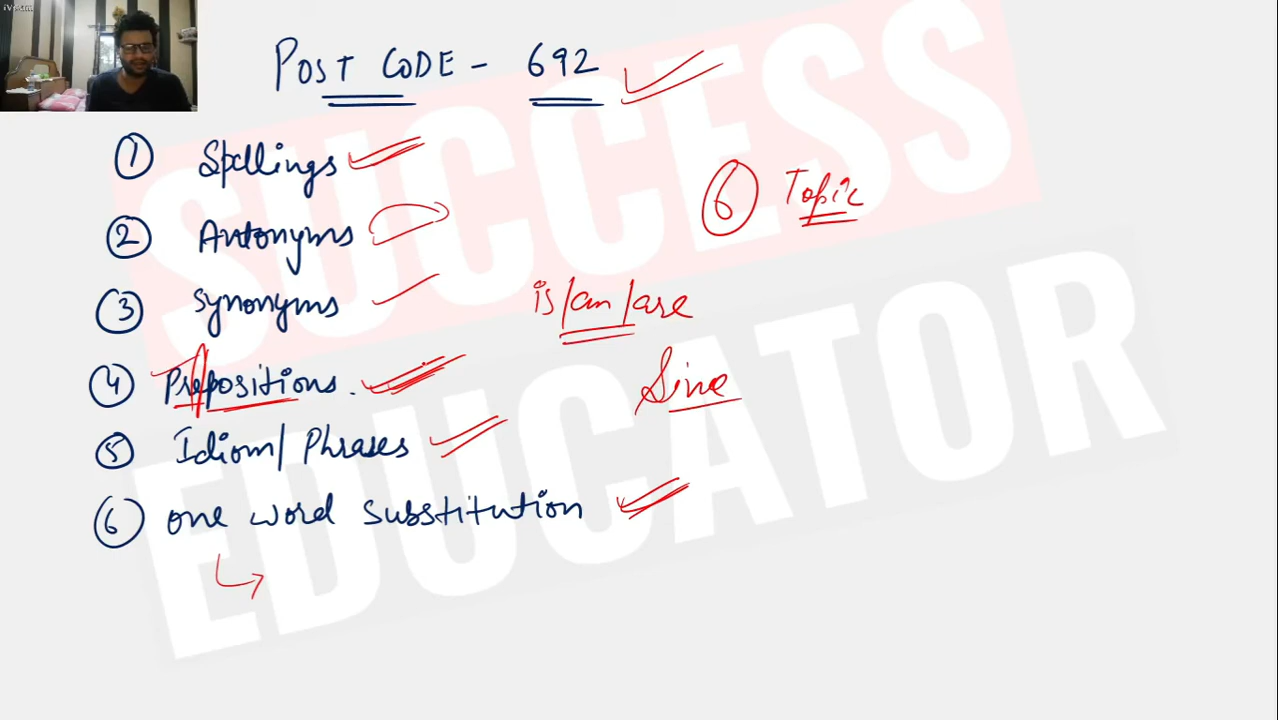 POST CODE - 692
① Spellings
② Antonyms
③ Synonyms
④ Prepositions.
⑤ Idiom/Phrases
⑥ one word substitution
⑥ Topic
is/am/are
Since
SUCCESS
EDUCATOR